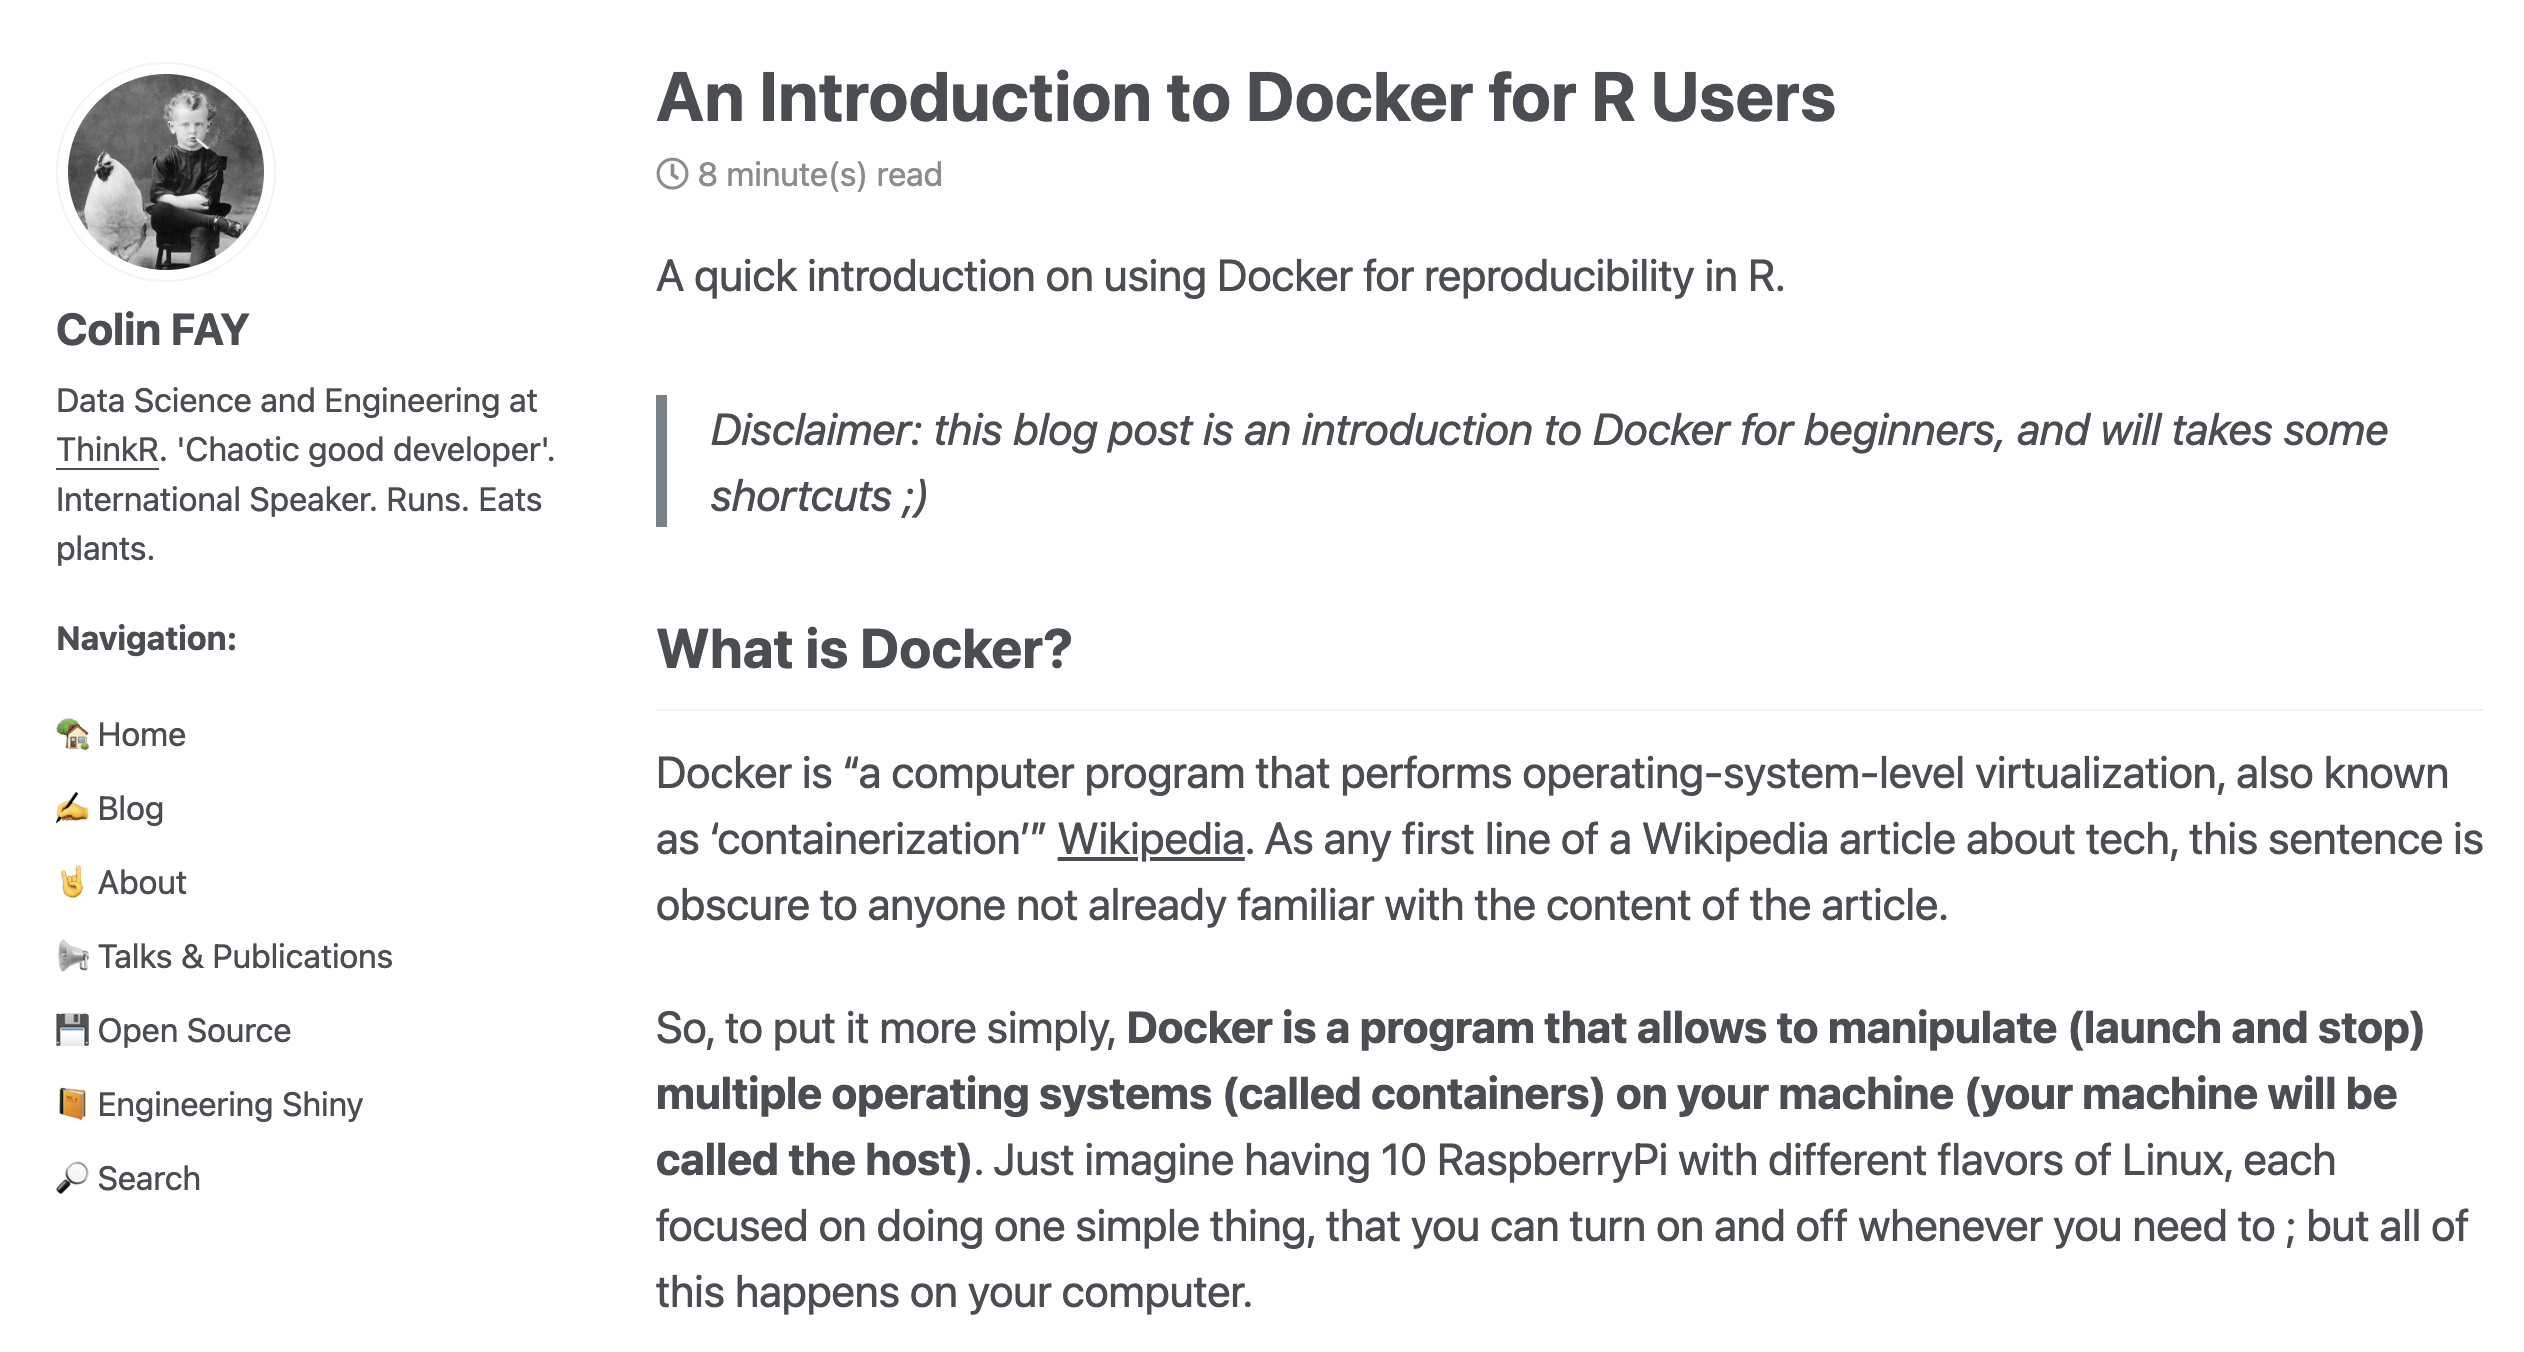 Colin FAY
Data Science and Engineering at
ThinkR. 'Chaotic good developer'.
International Speaker. Runs. Eats
plants.
Navigation:
🏡 Home
✍️ Blog
🤘 About
📢 Talks & Publications
💾 Open Source
📙 Engineering Shiny
🔎 Search
An Introduction to Docker for R Users
8 minute(s) read
A quick introduction on using Docker for reproducibility in R.
Disclaimer: this blog post is an introduction to Docker for beginners, and will takes some
shortcuts ;)
What is Docker?
Docker is “a computer program that performs operating-system-level virtualization, also known
as ‘containerization’” Wikipedia. As any first line of a Wikipedia article about tech, this sentence is
obscure to anyone not already familiar with the content of the article.
So, to put it more simply, Docker is a program that allows to manipulate (launch and stop)
multiple operating systems (called containers) on your machine (your machine will be
called the host). Just imagine having 10 RaspberryPi with different flavors of Linux, each
focused on doing one simple thing, that you can turn on and off whenever you need to ; but all of
this happens on your computer.